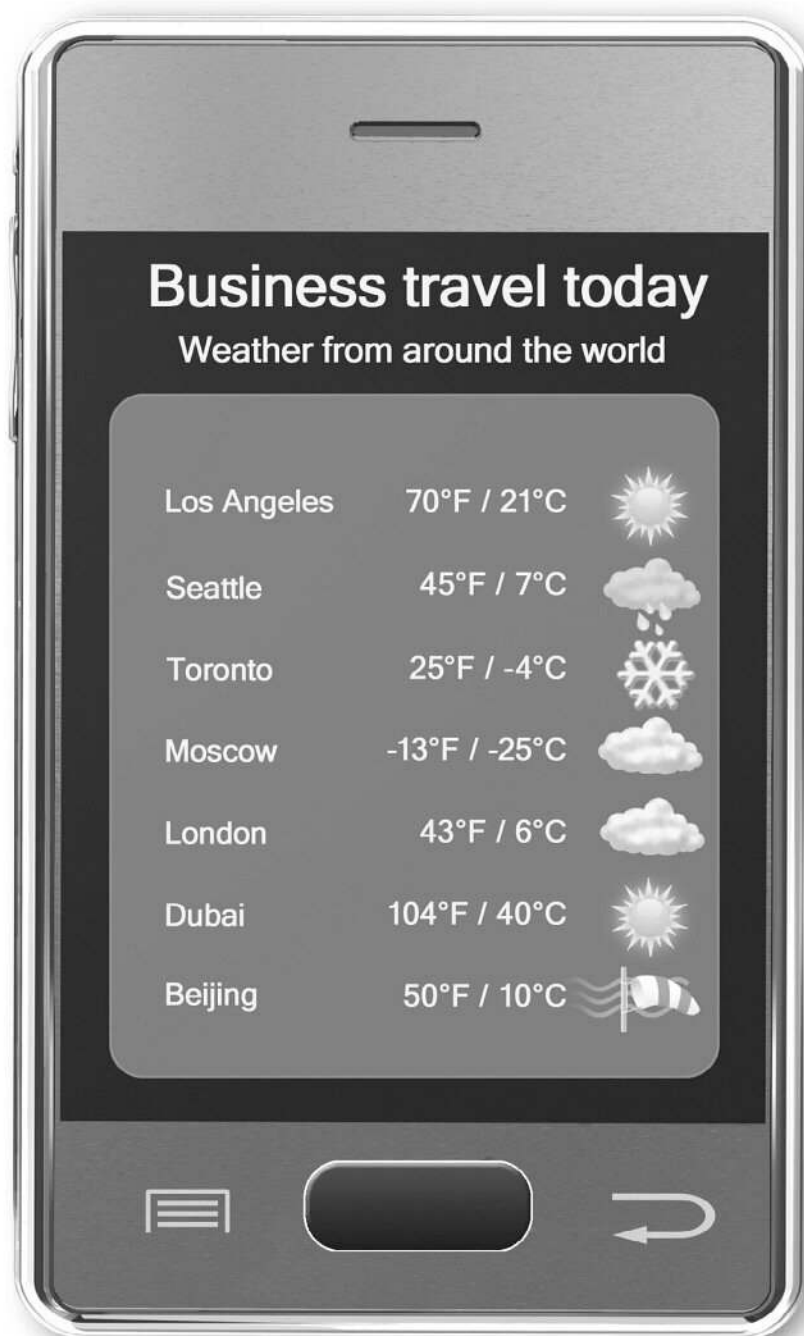 Business travel today
Weather from around the world
Los Angeles 70°F / 21°C
Seattle 45°F / 7°C
Toronto 25°F / -4°C
Moscow -13°F / -25°C
London 43°F / 6°C
Dubai 104°F / 40°C
Beijing 50°F / 10°C